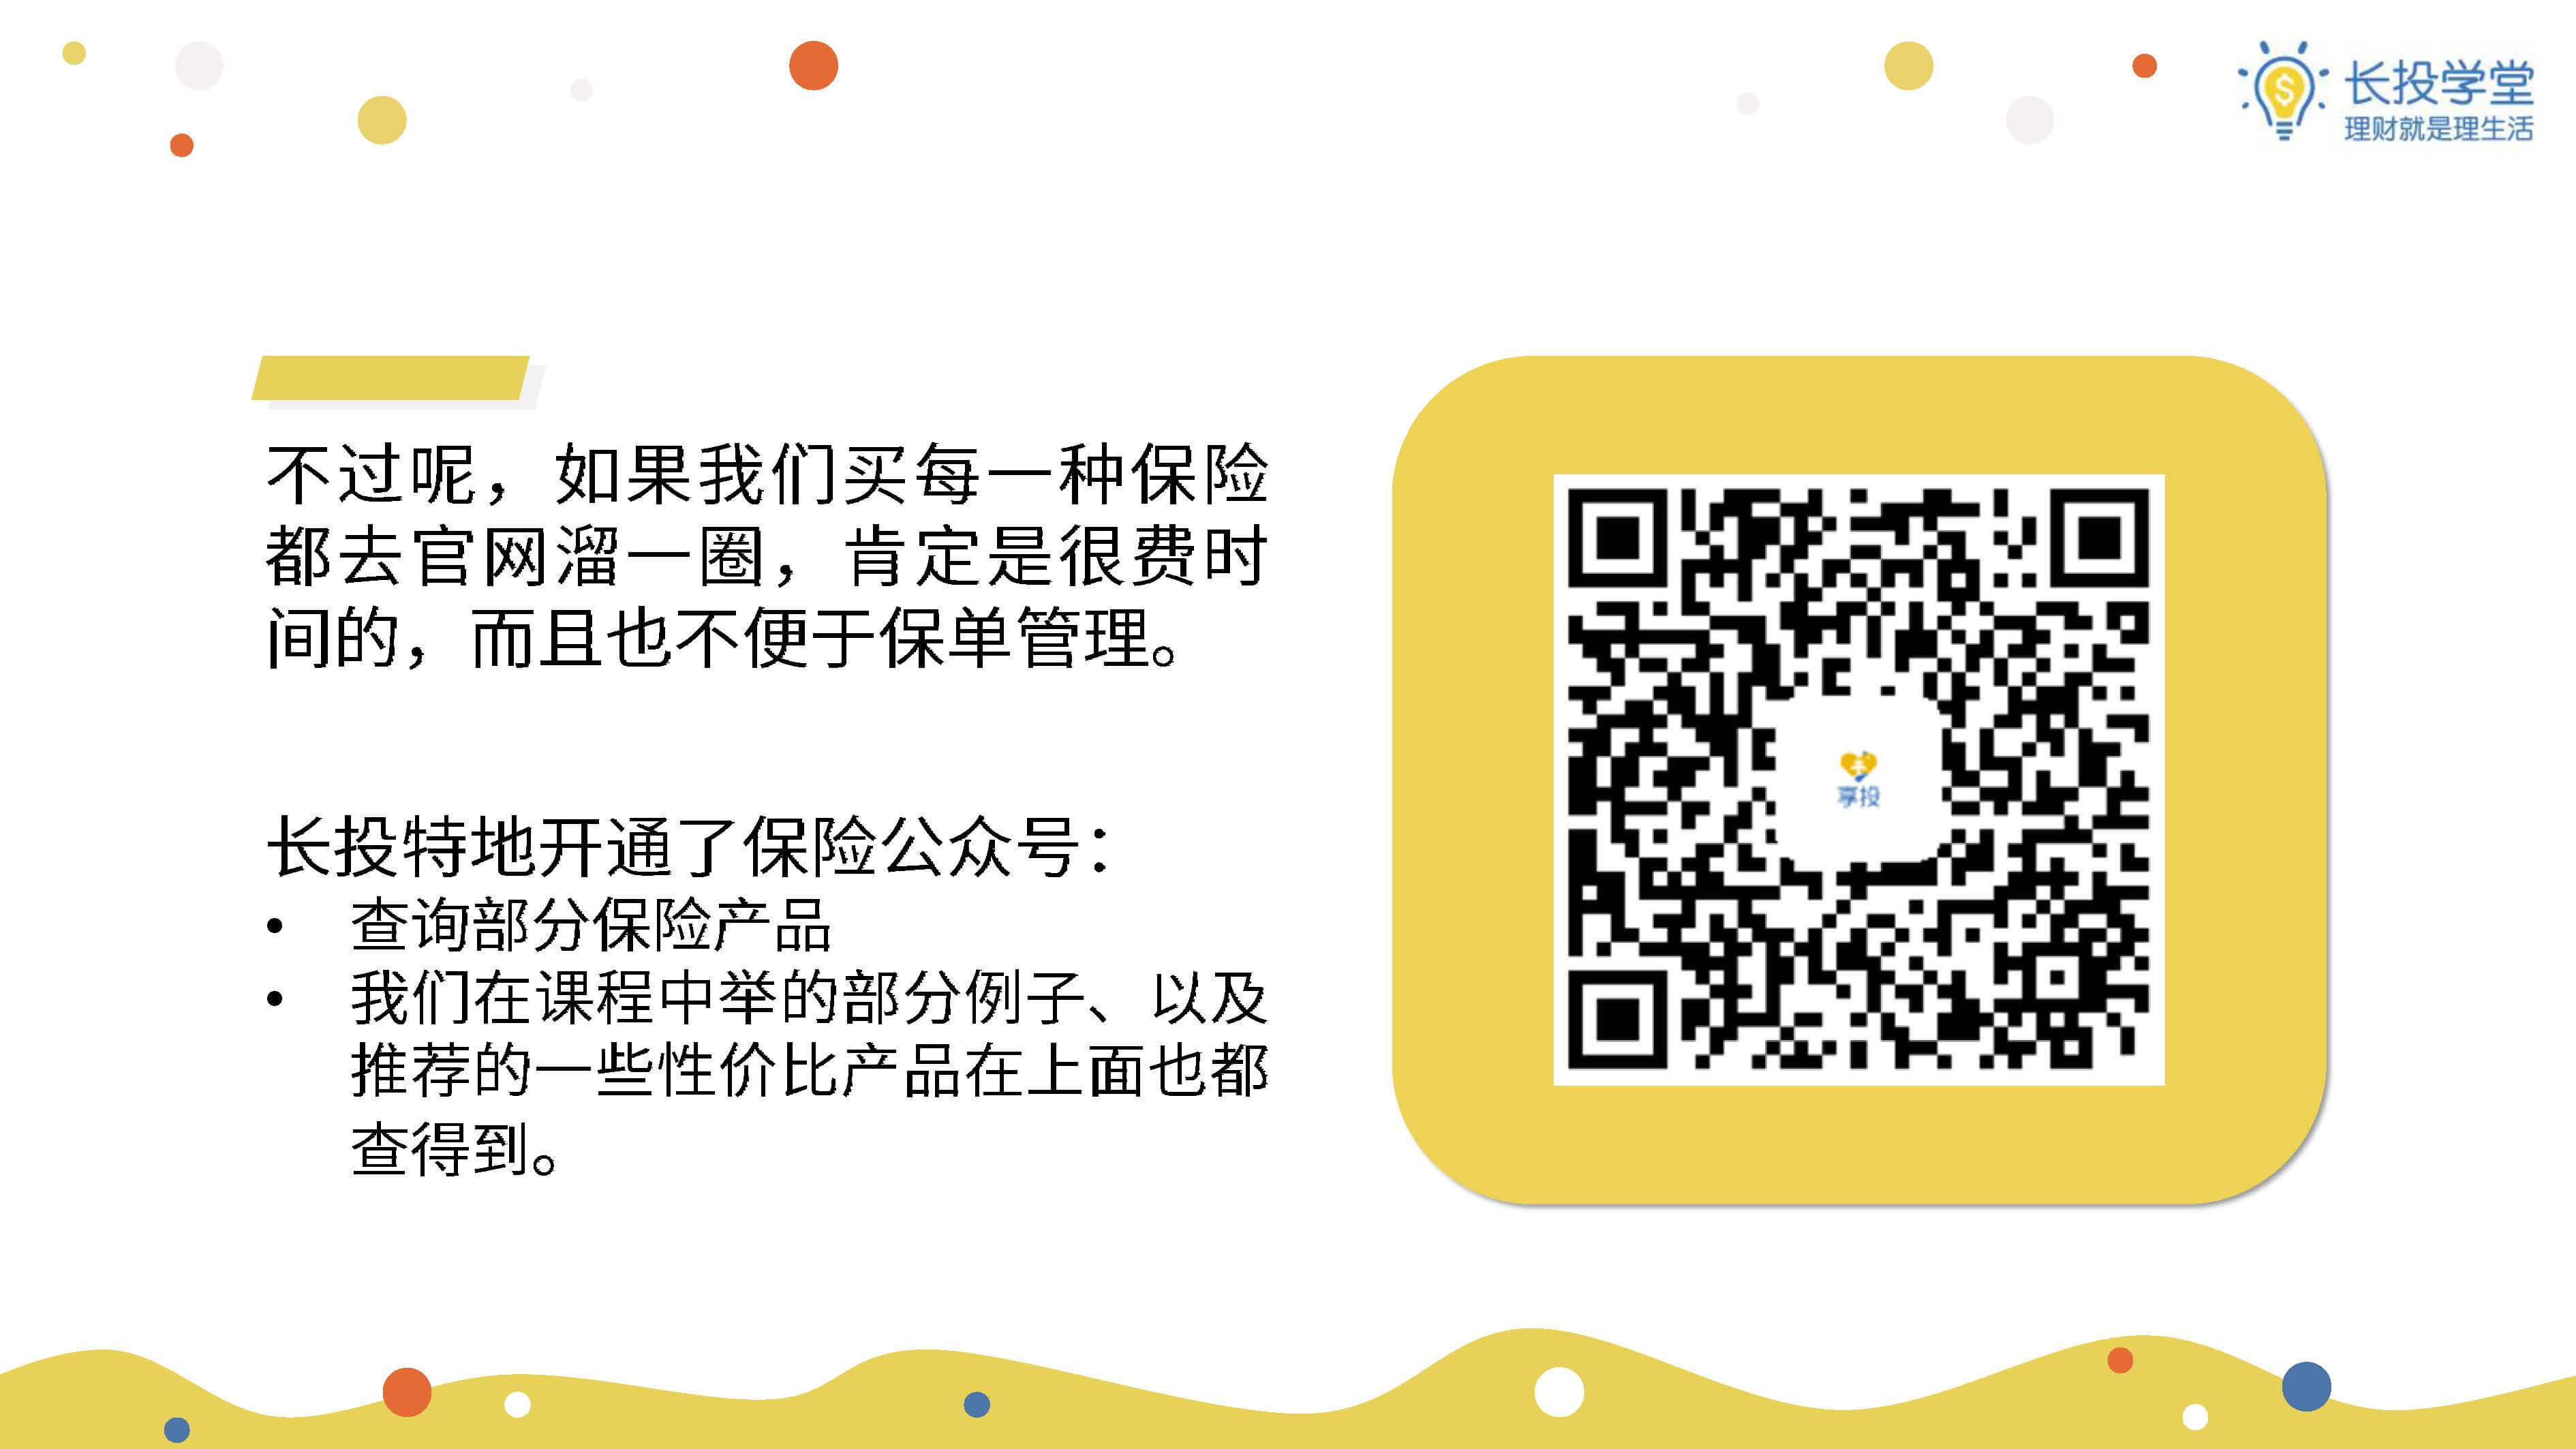 长投学堂
理财就是理生活
不过呢，如果我们买每一种保险
都去官网溜一圈，肯定是很费时
间的，而且也不便于保单管理。
长投特地开通了保险公众号：
• 查询部分保险产品
• 我们在课程中举的部分例子、以及
推荐的一些性价比产品在上面也都
查得到。
享投